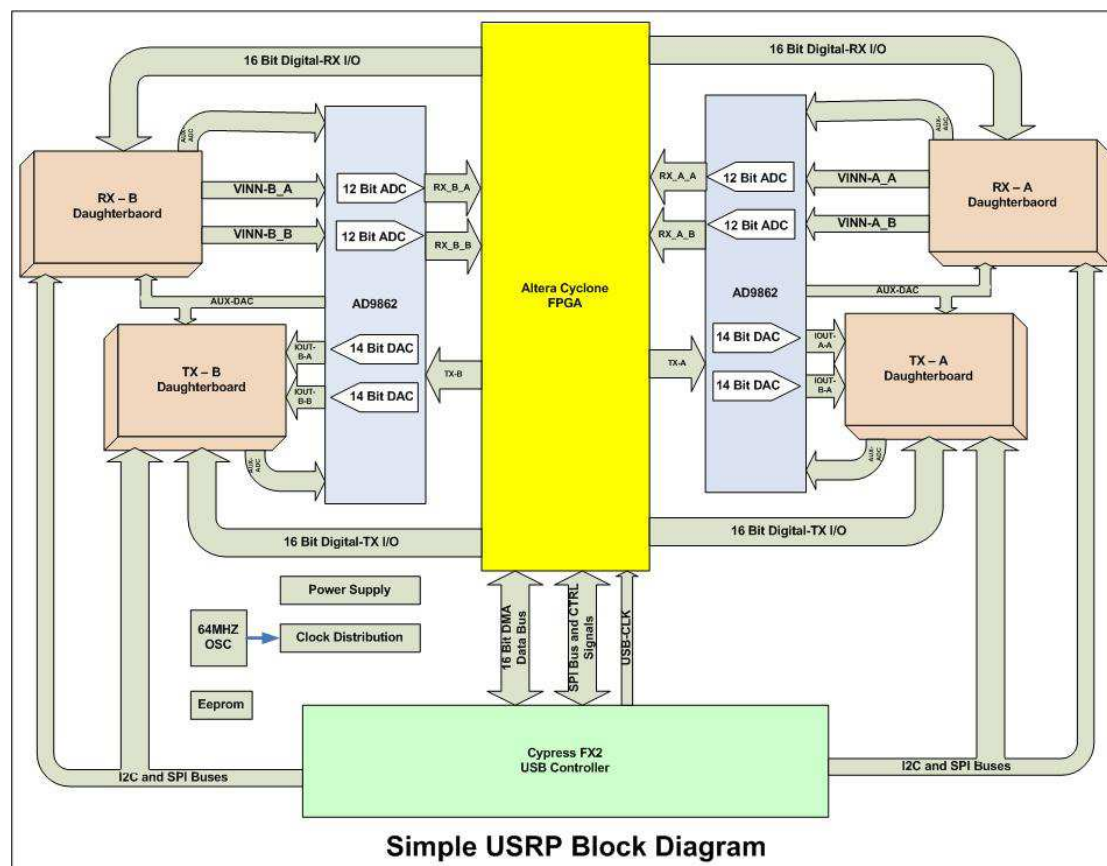 16 Bit Digital-RX I/O
16 Bit Digital-RX I/O
AUX-
ADC
AUX-
ADC
RX – B
Daughterbaord
VINN-B_A
VINN-B_B
12 Bit ADC
12 Bit ADC
RX_B_A
RX_B_B
RX_A_A
RX_A_B
12 Bit ADC
12 Bit ADC
VINN-A_A
VINN-A_B
RX – A
Daughterbaord
Altera Cyclone
FPGA
AUX-DAC
AD9862
AD9862
AUX-DAC
TX – B
Daughterboard
IOUT-
B-A
IOUT-
B-B
14 Bit DAC
14 Bit DAC
TX-B
TX-A
14 Bit DAC
14 Bit DAC
IOUT-
A-A
IOUT-
B-A
TX – A
Daughterboard
AUX-
ADC
AUX-
ADC
16 Bit Digital-TX I/O
16 Bit Digital-TX I/O
Power Supply
64MHZ
OSC
Clock Distribution
Eeprom
16 Bit DMA
Data Bus
SPI Bus and CTRL
Signals
USB-CLK
Cypress FX2
USB Controller
I2C and SPI Buses
I2C and SPI Buses
Simple USRP Block Diagram